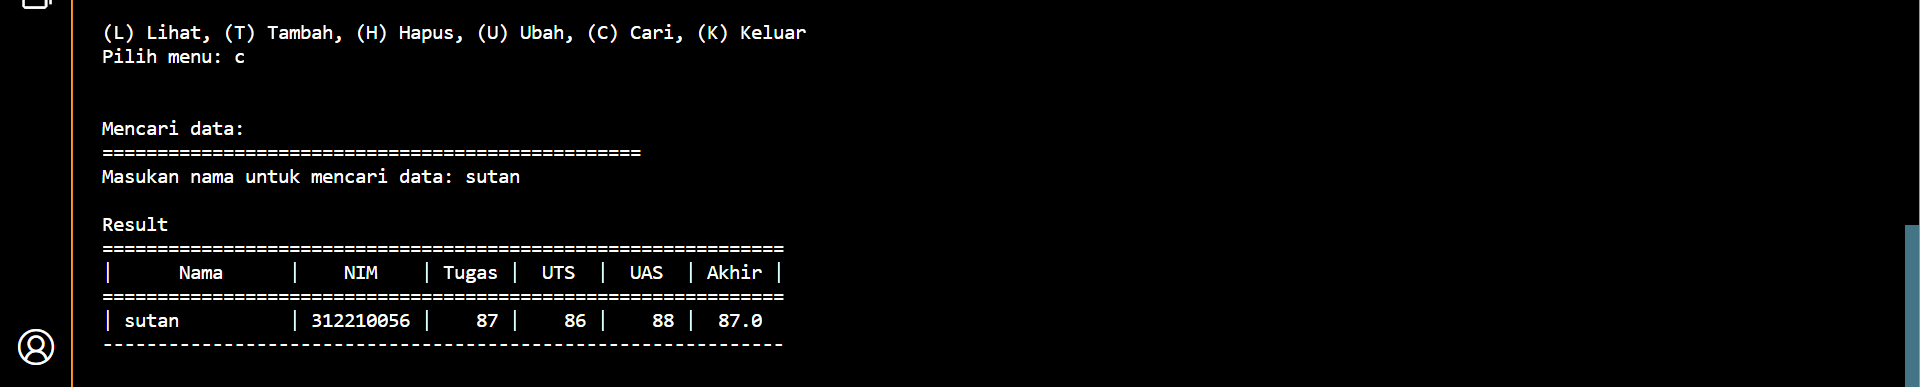 (L) Lihat, (T) Tambah, (H) Hapus, (U) Ubah, (C) Cari, (K) Keluar
Pilih menu: c
Mencari data:
=================================================
Masukan nama untuk mencari data: sutan
Result
==============================================================
|      Nama      |    NIM    | Tugas |  UTS  |  UAS  | Akhir |
==============================================================
| sutan          | 312210056 |    87 |    86 |    88 |  87.0
--------------------------------------------------------------